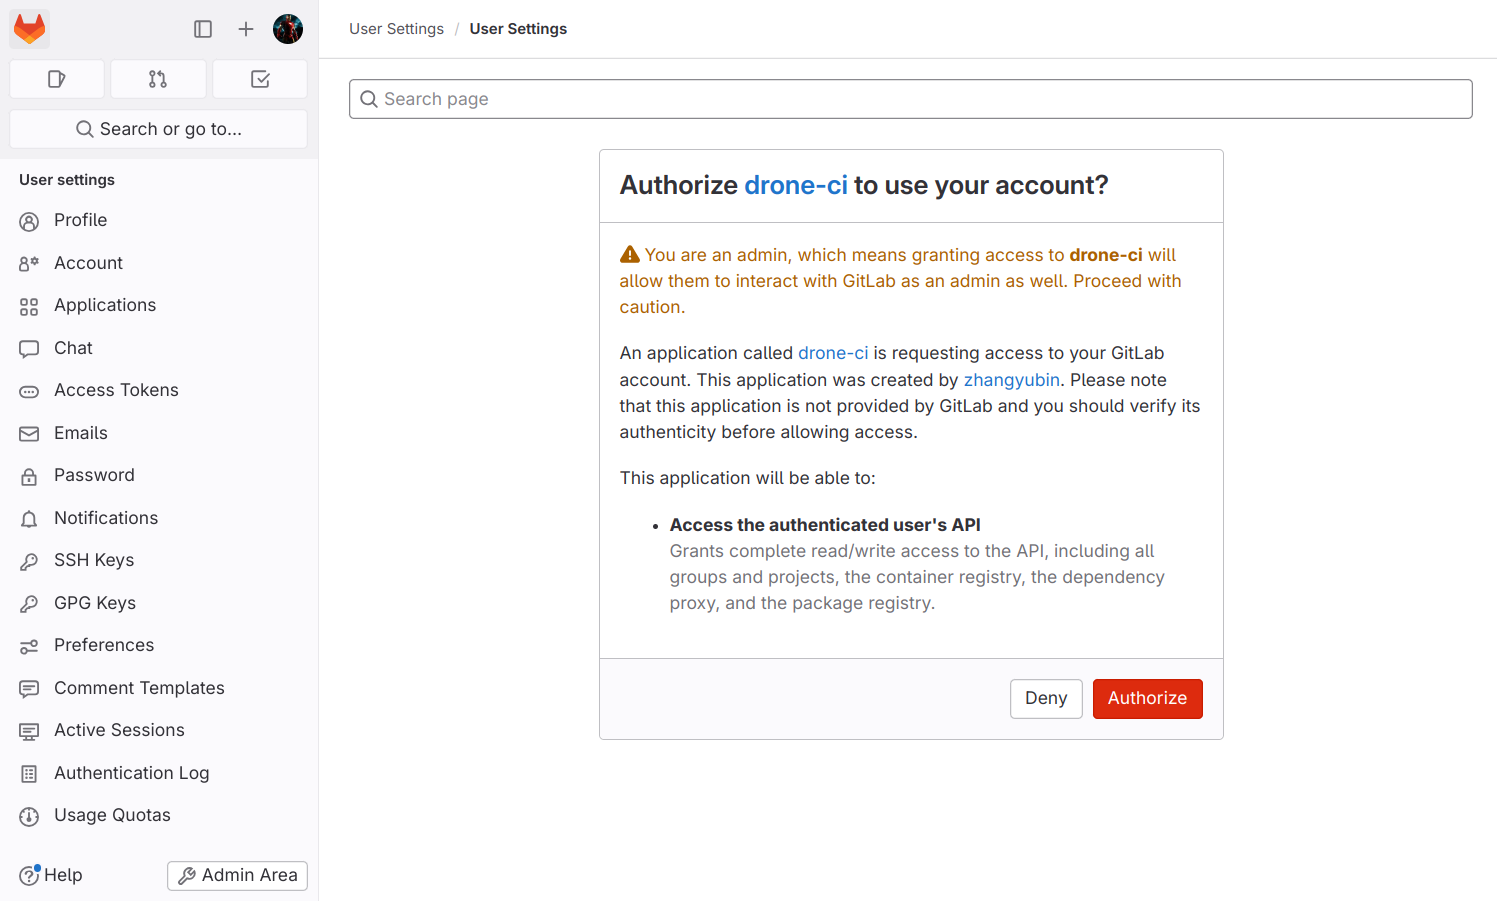 User Settings / User Settings
Search or go to...
Search page
User settings
Profile
Account
Applications
Chat
Access Tokens
Emails
Password
Notifications
SSH Keys
GPG Keys
Preferences
Comment Templates
Active Sessions
Authentication Log
Usage Quotas
Help
Admin Area
Authorize drone-ci to use your account?
You are an admin, which means granting access to drone-ci will
allow them to interact with GitLab as an admin as well. Proceed with
caution.
An application called drone-ci is requesting access to your GitLab
account. This application was created by zhangyubin. Please note
that this application is not provided by GitLab and you should verify its
authenticity before allowing access.
This application will be able to:
• Access the authenticated user's API
Grants complete read/write access to the API, including all
groups and projects, the container registry, the dependency
proxy, and the package registry.
Deny
Authorize